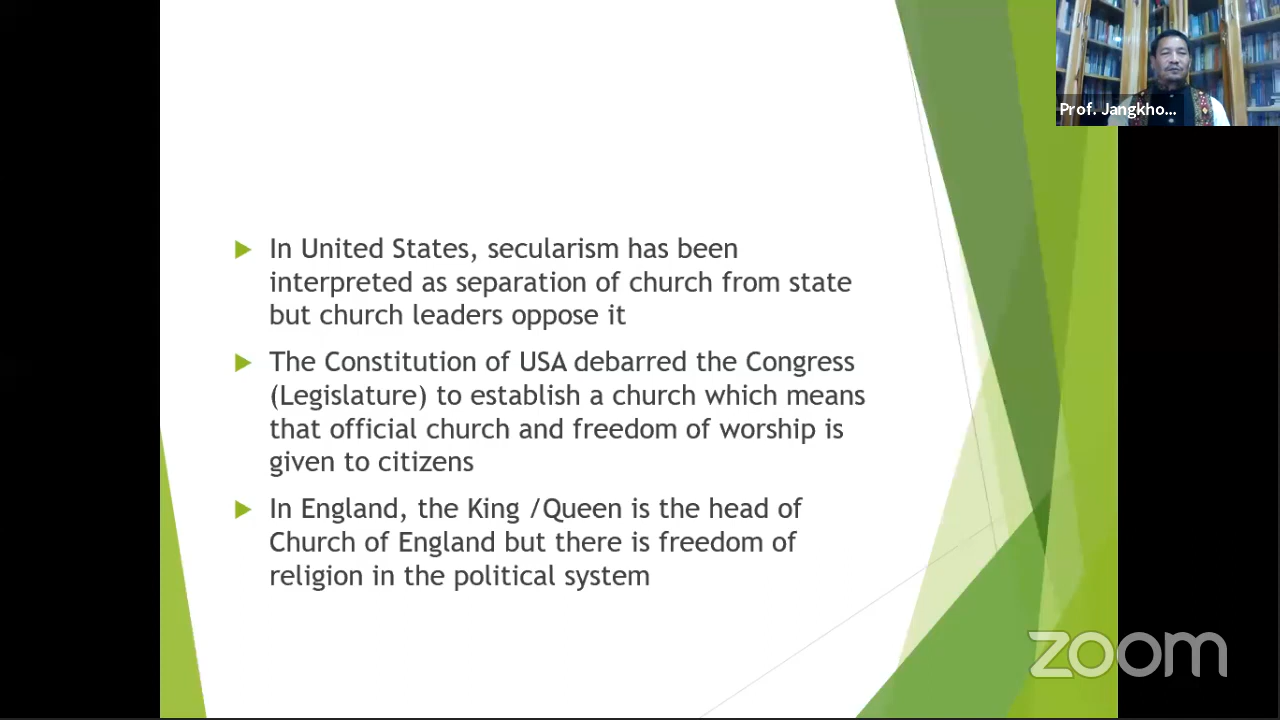 Prof. Jangkho...
In United States, secularism has been
interpreted as separation of church from state
but church leaders oppose it
The Constitution of USA debarred the Congress
(Legislature) to establish a church which means
that official church and freedom of worship is
given to citizens
In England, the King /Queen is the head of
Church of England but there is freedom of
religion in the political system
zoom